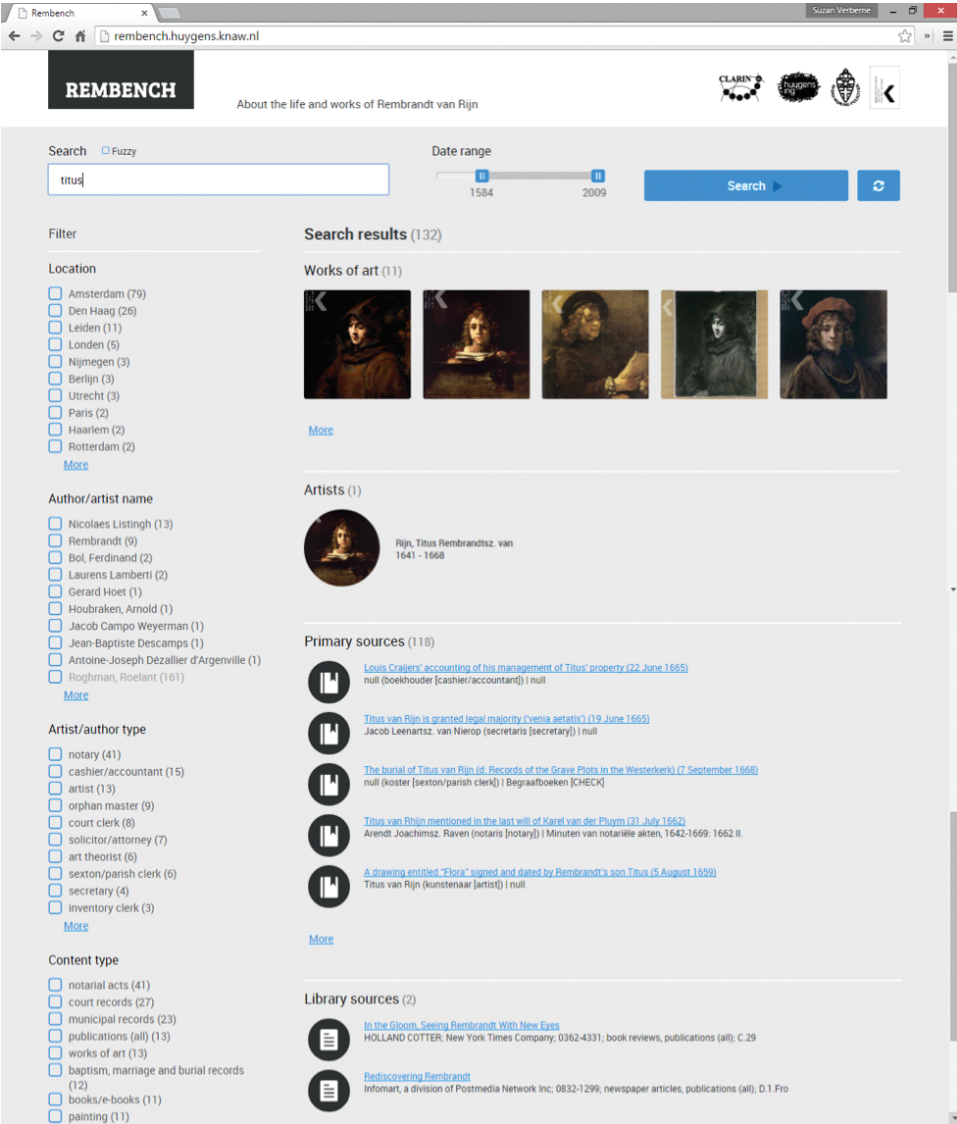 Rembench
Suzan Verberne
rembench.huygens.knaw.nl
REMBENCH
About the life and works of Rembrandt van Rijn
CLARIN
huygens
ing
Search Fuzzy
Date range
titus
1584 2009
Search
Filter
Search results (132)
Location
Amsterdam (79)
Den Haag (26)
Leiden (11)
Londen (5)
Nijmegen (3)
Berlijn (3)
Utrecht (3)
Paris (2)
Haarlem (2)
Rotterdam (2)
More
Author/artist name
Nicolaes Listingh (13)
Rembrandt (9)
Bol, Ferdinand (2)
Laurens Lamberti (2)
Gerard Hoet (1)
Houbraken, Arnold (1)
Jacob Campo Weyerman (1)
Jean-Baptiste Descamps (1)
Antoine-Joseph Dézallier d'Argenville (1)
Roghman, Roelant (161)
More
Artist/author type
notary (41)
cashier/accountant (15)
artist (13)
orphan master (9)
court clerk (8)
solicitor/attorney (7)
art theorist (6)
sexton/parish clerk (6)
secretary (4)
inventory clerk (3)
More
Content type
notarial acts (41)
court records (27)
municipal records (23)
publications (all) (13)
works of art (13)
baptism, marriage and burial records
(12)
books/e-books (11)
painting (11)
Works of art (11)
More
Artists (1)
Rijn, Titus Rembrandtsz. van
1641 - 1668
Primary sources (118)
Louis Craijers' accounting of his management of Titus' property (22 June 1665)
null (boekhouder [cashier/accountant]) | null
Titus van Rijn is granted legal majority ('venia aetatis') (19 June 1665)
Jacob Leenartsz. van Nierop (secretaris [secretary]) | null
The burial of Titus van Rijn (d: Records of the Grave Plots in the Westerkerk) (7 September 1668)
null (koster [sexton/parish clerk]) | Begraafboeken [CHECK]
Titus van Rhijn mentioned in the last will of Karel van der Pluym (31 July 1662)
Arendt Joachimsz. Raven (notaris [notary]) | Minuten van notariële akten, 1642-1669: 1662 II.
A drawing entitled "Flora" signed and dated by Rembrandt's son Titus (5 August 1659)
Titus van Rijn (kunstenaar [artist]) | null
More
Library sources (2)
In the Gloom, Seeing Rembrandt With New Eyes
HOLLAND COTTER; New York Times Company; 0362-4331; book reviews, publications (all); C.29
Rediscovering Rembrandt
Infomart, a division of Postmedia Network Inc; 0832-1299; newspaper articles, publications (all); D.1.Fro